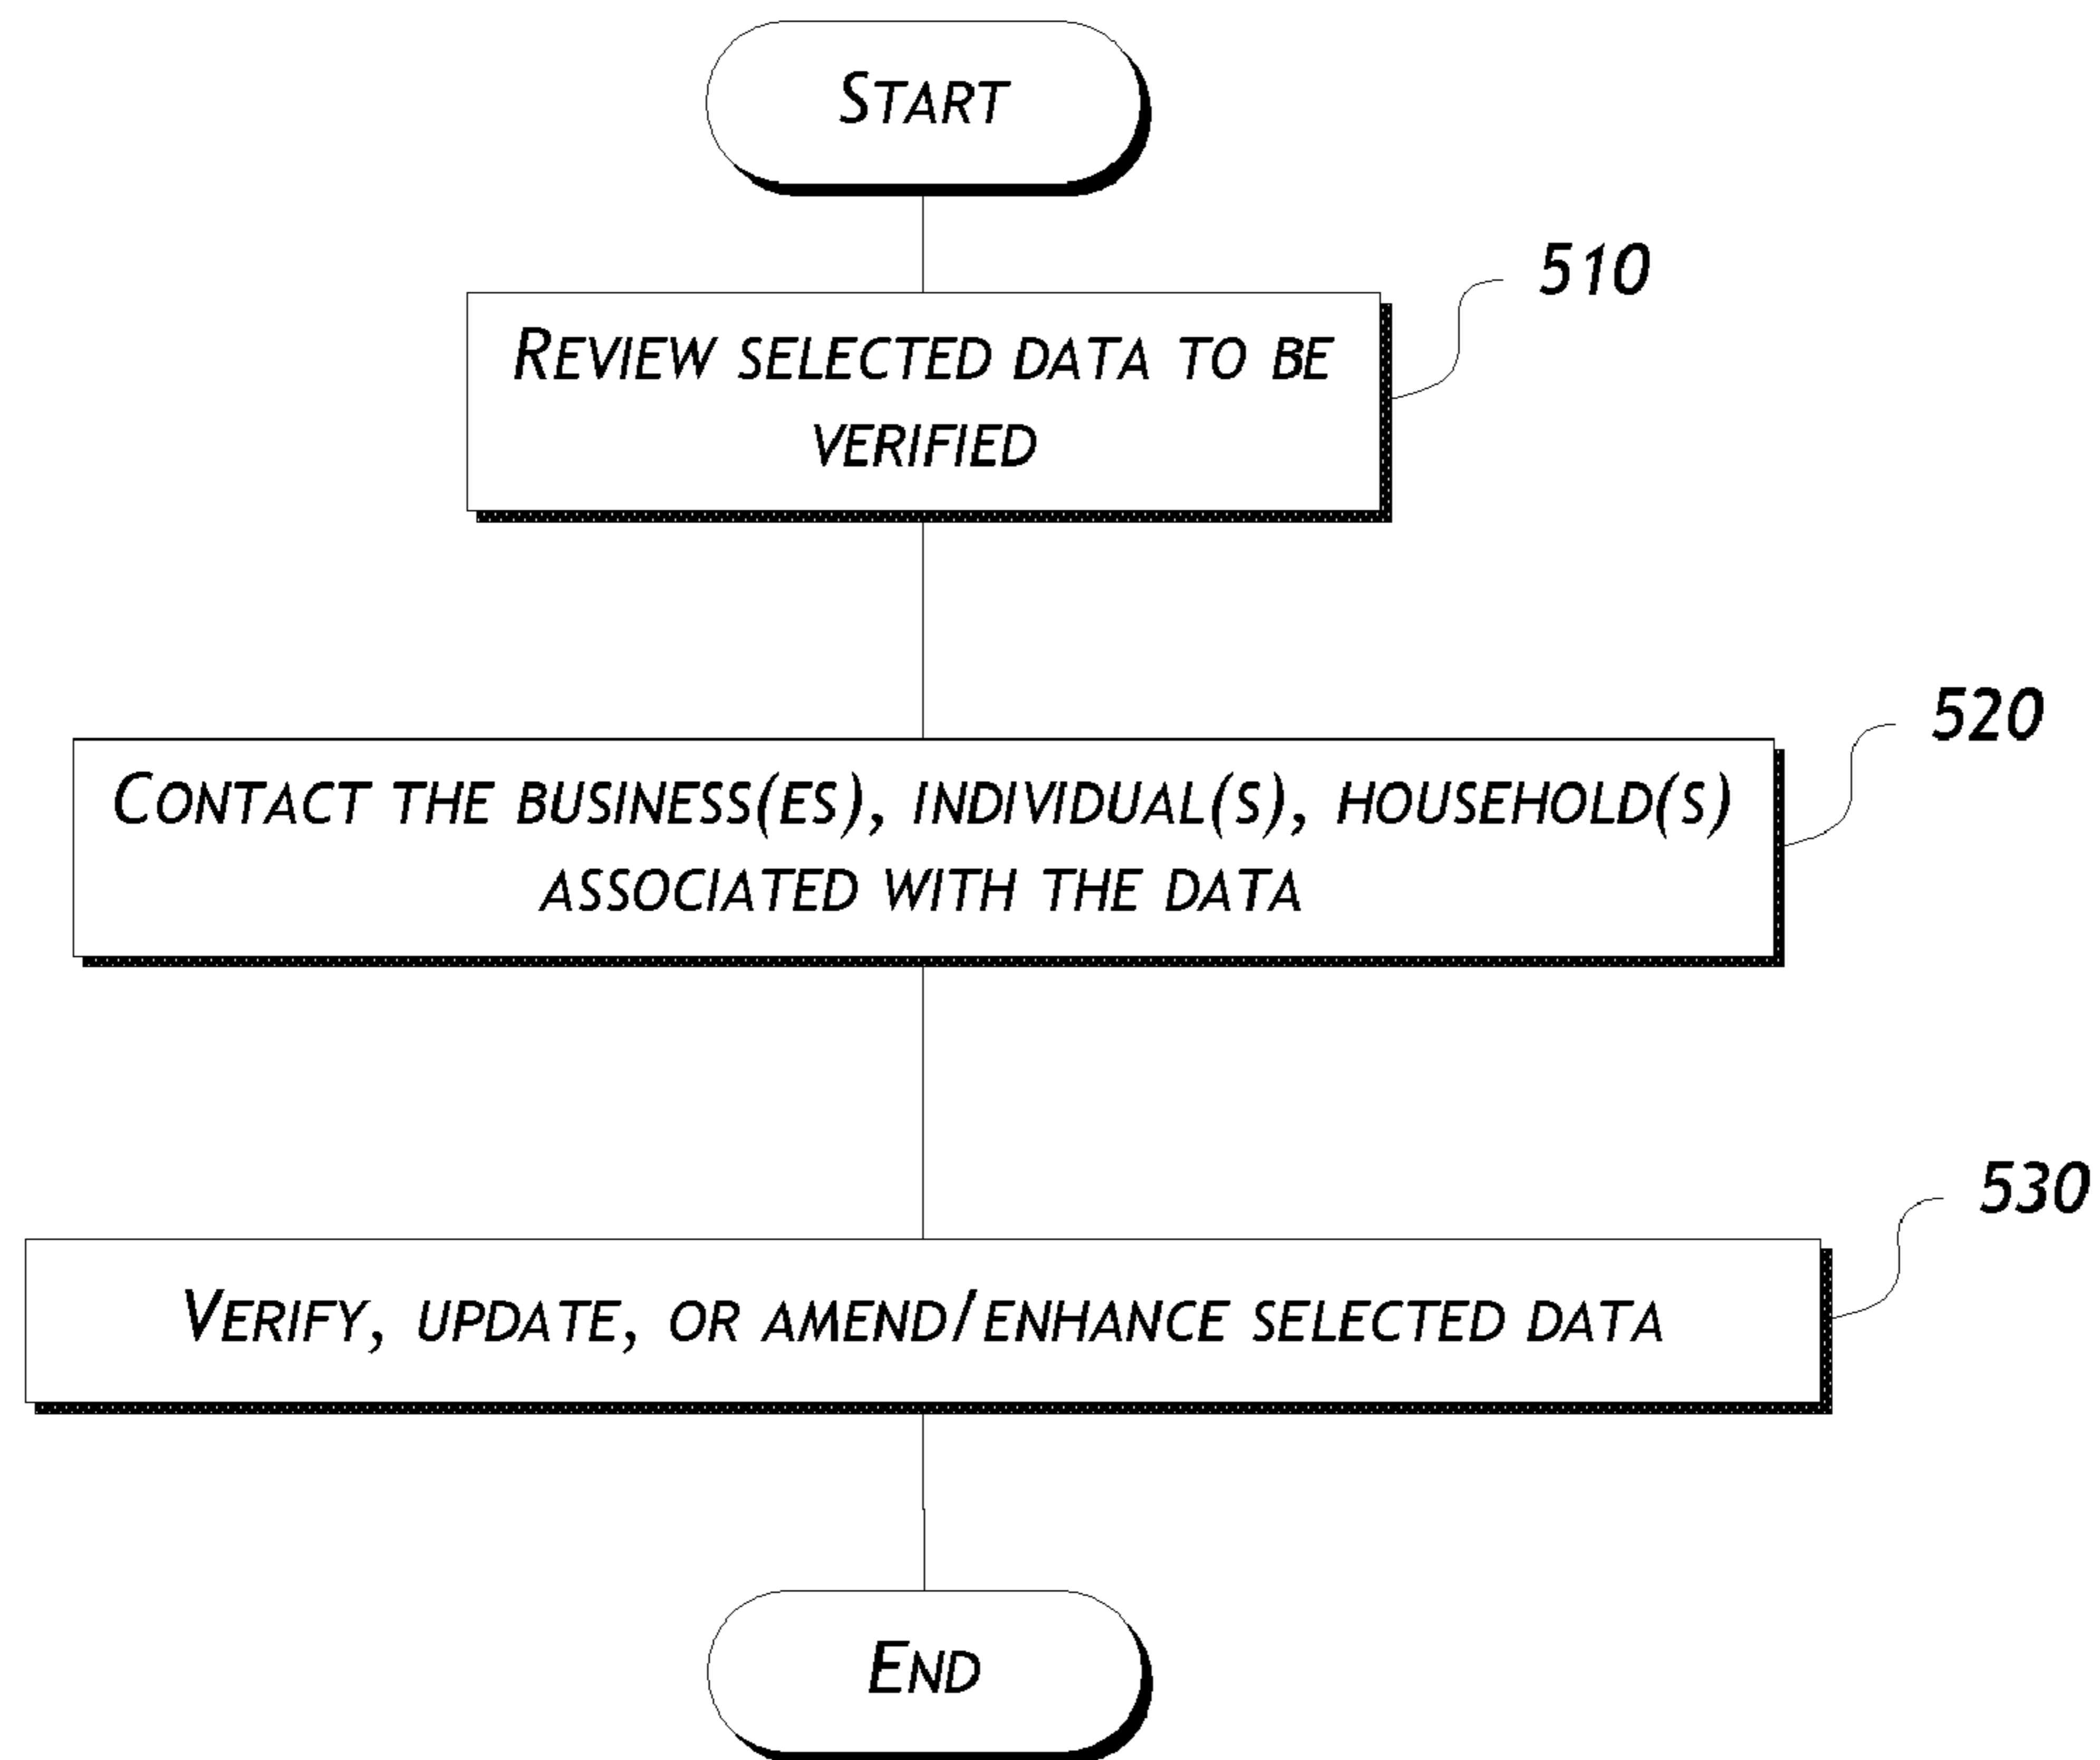 START
510
REVIEW SELECTED DATA TO BE
VERIFIED
520
CONTACT THE BUSINESS(ES), INDIVIDUAL(S), HOUSEHOLD(S)
ASSOCIATED WITH THE DATA
530
VERIFY, UPDATE, OR AMEND/ENHANCE SELECTED DATA
END